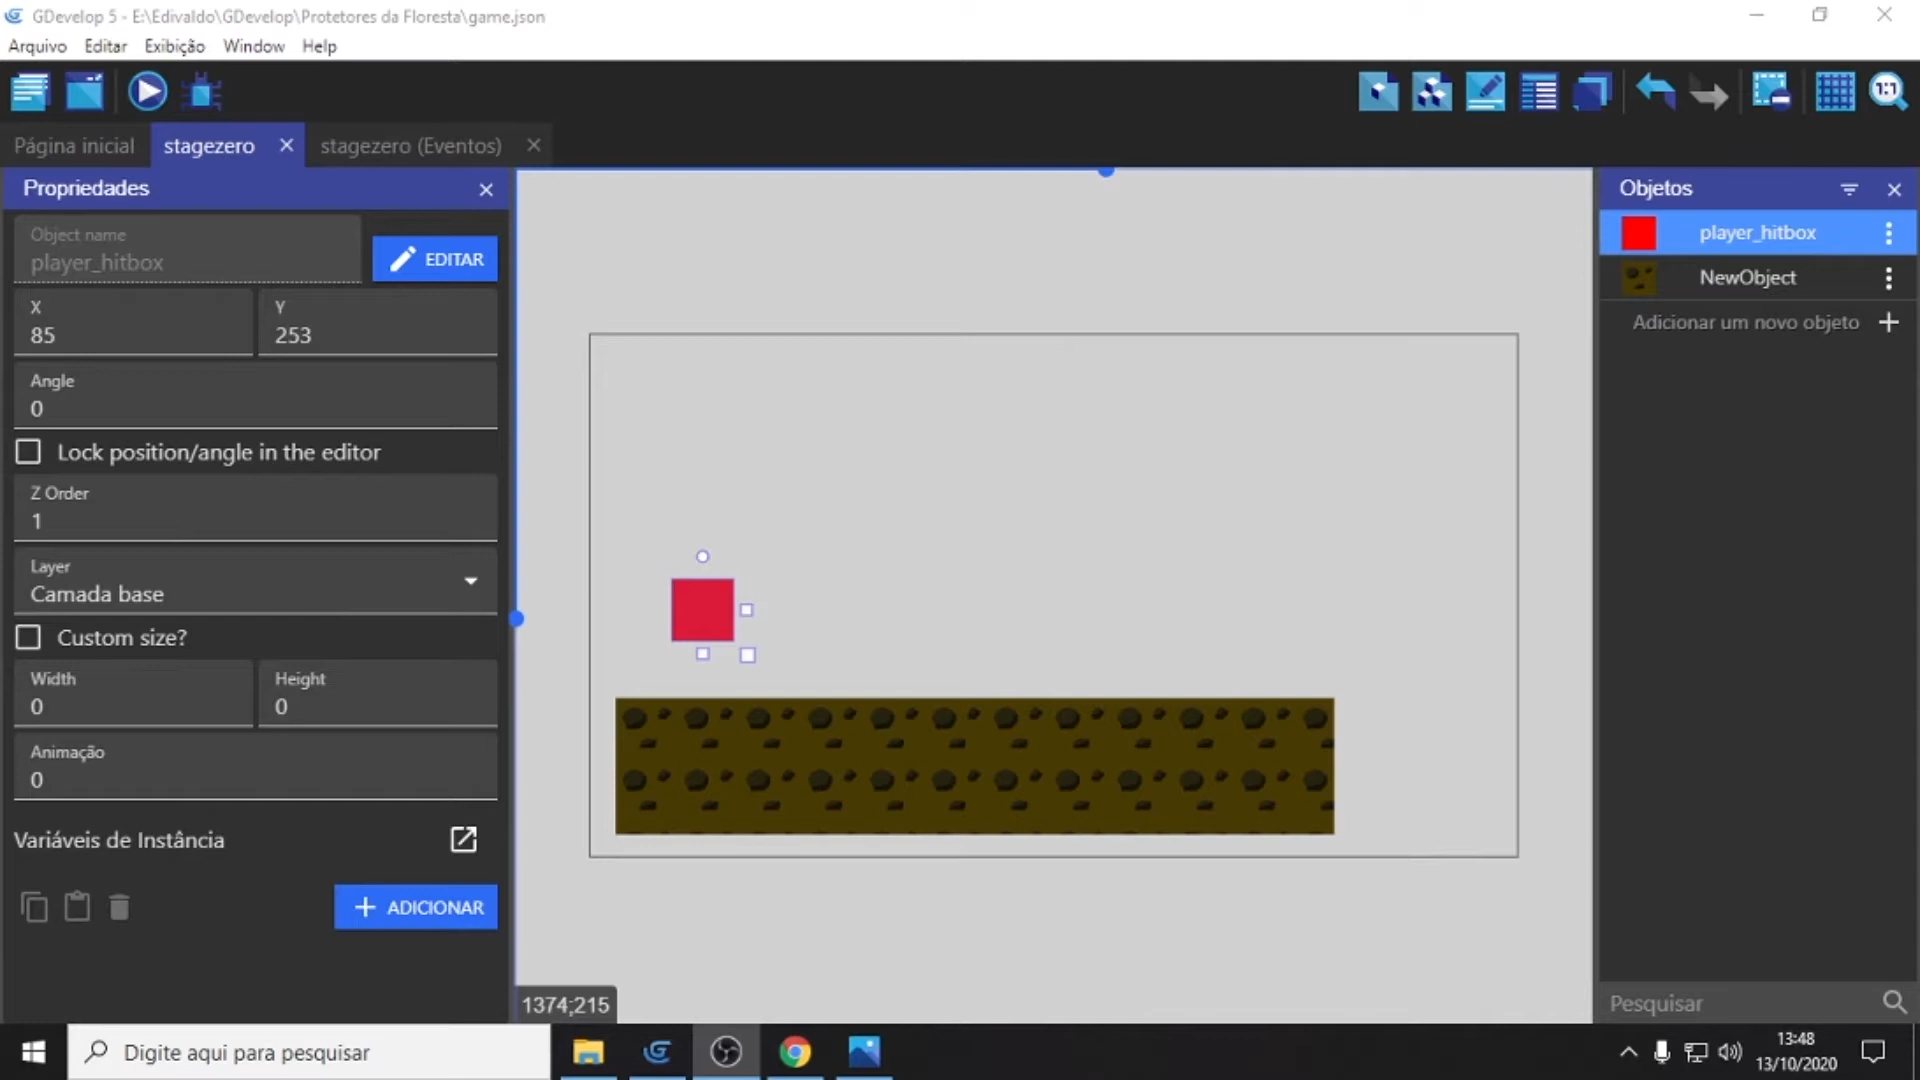 GDevelop 5 - E:\Edivaldo\GDevelop\Protetores da Floresta\game.json
Arquivo Editar Exibição Window Help
1:1
Página inicial stagezero stagezero (Eventos)
Propriedades
Object name
player_hitbox
EDITAR
X
85
Y
253
Angle
0
Lock position/angle in the editor
Z Order
1
Layer
Camada base
Custom size?
Width
0
Height
0
Animação
0
Variáveis de Instância
ADICIONAR
1374;215
Objetos
player_hitbox
NewObject
Adicionar um novo objeto
Pesquisar
Digite aqui para pesquisar
13:48
13/10/2020